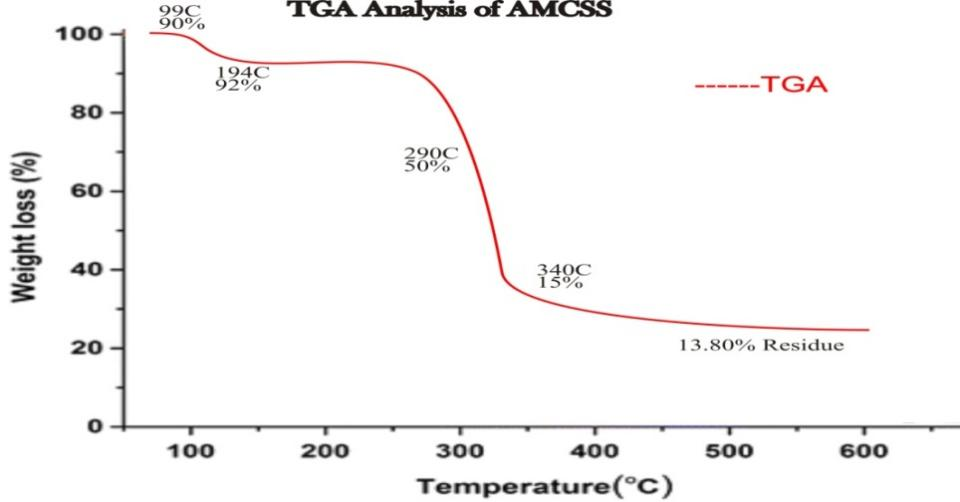 TGA Analysis of AMCSS
99C
90%
194C
92%
------TGA
290C
50%
340C
15%
13.80% Residue
Weight loss (%)
100
80
60
40
20
0
100 200 300 400 500 600
Temperature(°C)